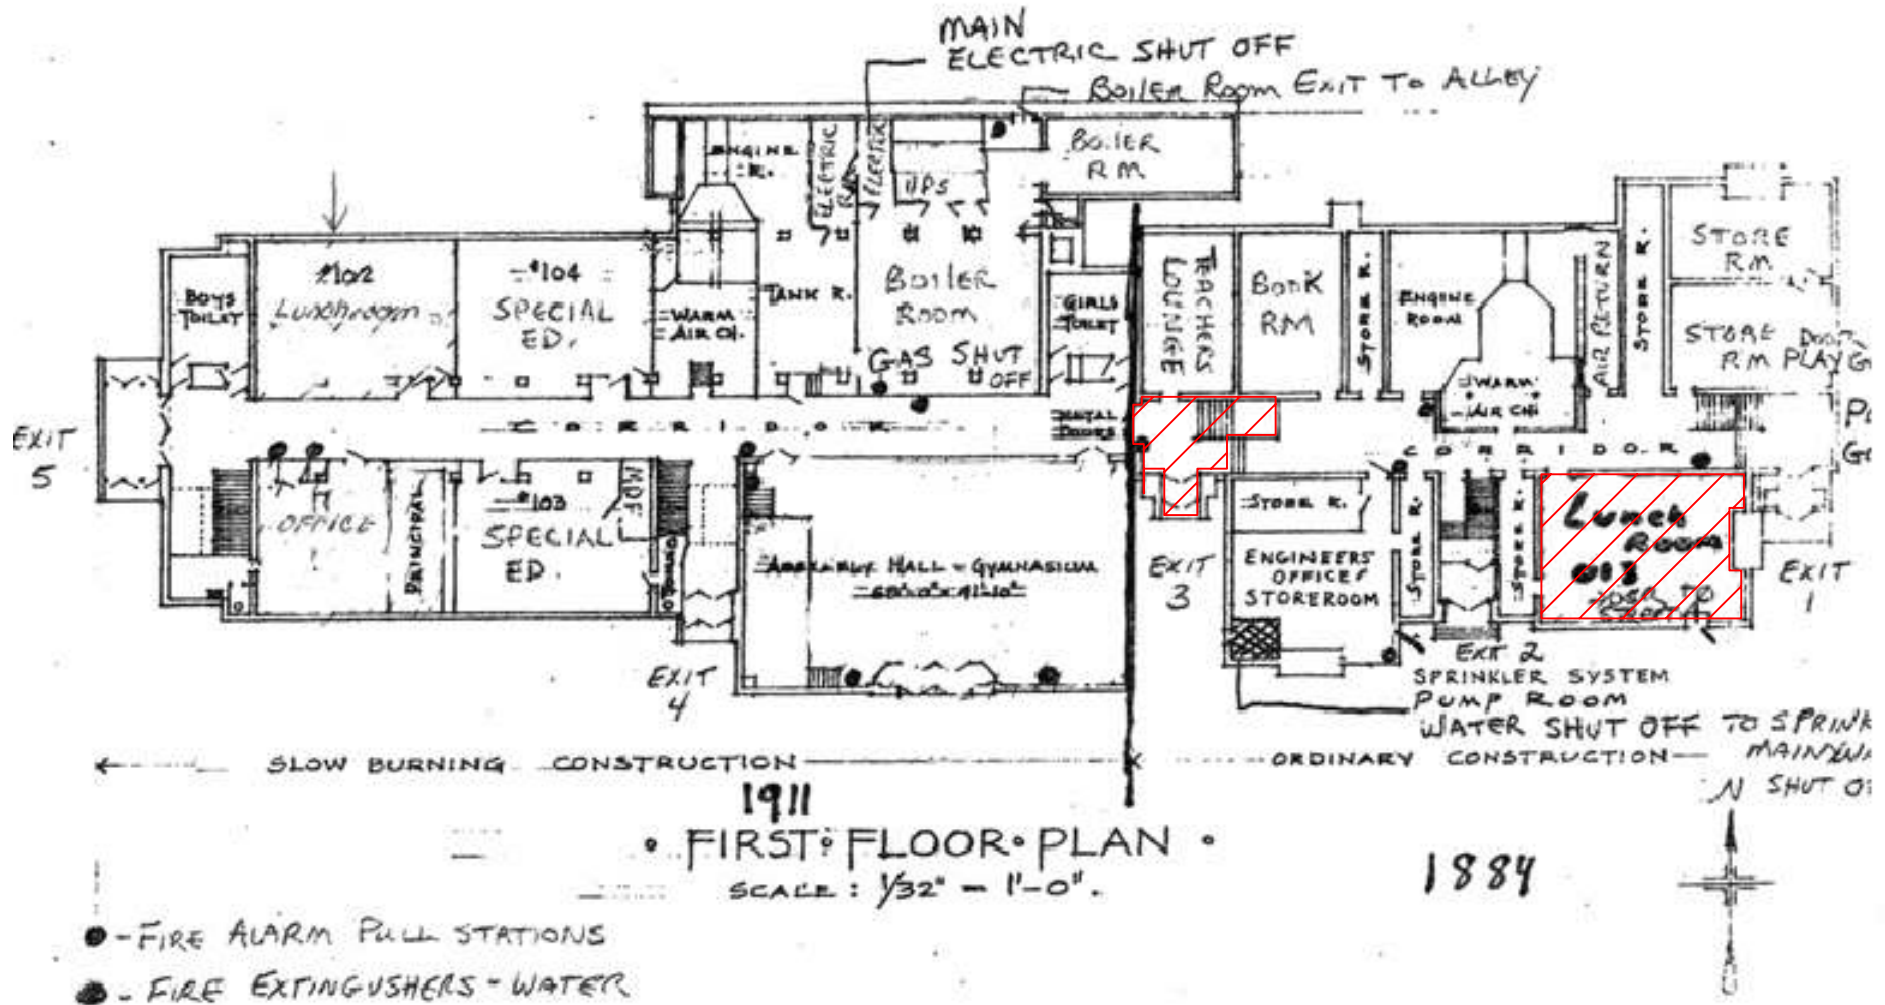 MAIN
ELECTRIC SHUT OFF
BOILER ROOM EXIT TO ALLEY
ENGINE
R.
ELECTRIC
ELECTRIC
BOILER
RM
UPS
#102
Lunchroom
#104
SPECIAL
ED.
BOYS
TOILET
WARM
AIR CH.
TANK R.
BOILER
ROOM
GAS SHUT
OFF
GIRLS
TOILET
TEACHERS
LOUNGE
BOOK
RM
STORE R.
ENGINE
ROOM
WARM
AIR CH.
AIR RETURN
STORE R.
STORE
RM
STORE
RM
PLAYG
EXIT
5
CORRIDOR
METAL
DOORS
CORRIDOR
OFFICE
PRINCIPAL
#103
SPECIAL
ED.
MDF
ASSEMBLY HALL - GYMNASIUM
EXIT
3
STORE R.
ENGINEERS
OFFICE/
STOREROOM
STORE R.
STORE R.
Lunch
Room
013
EXIT
1
EXIT
4
EXIT 2
SPRINKLER SYSTEM
PUMP ROOM
WATER SHUT OFF TO SPRINK
SHUT
SLOW BURNING CONSTRUCTION
ORDINARY CONSTRUCTION
1911
FIRST FLOOR PLAN
SCALE: 1/32" = 1'-0".
1884
N
- FIRE ALARM PULL STATIONS
- FIRE EXTINGUSHERS - WATER